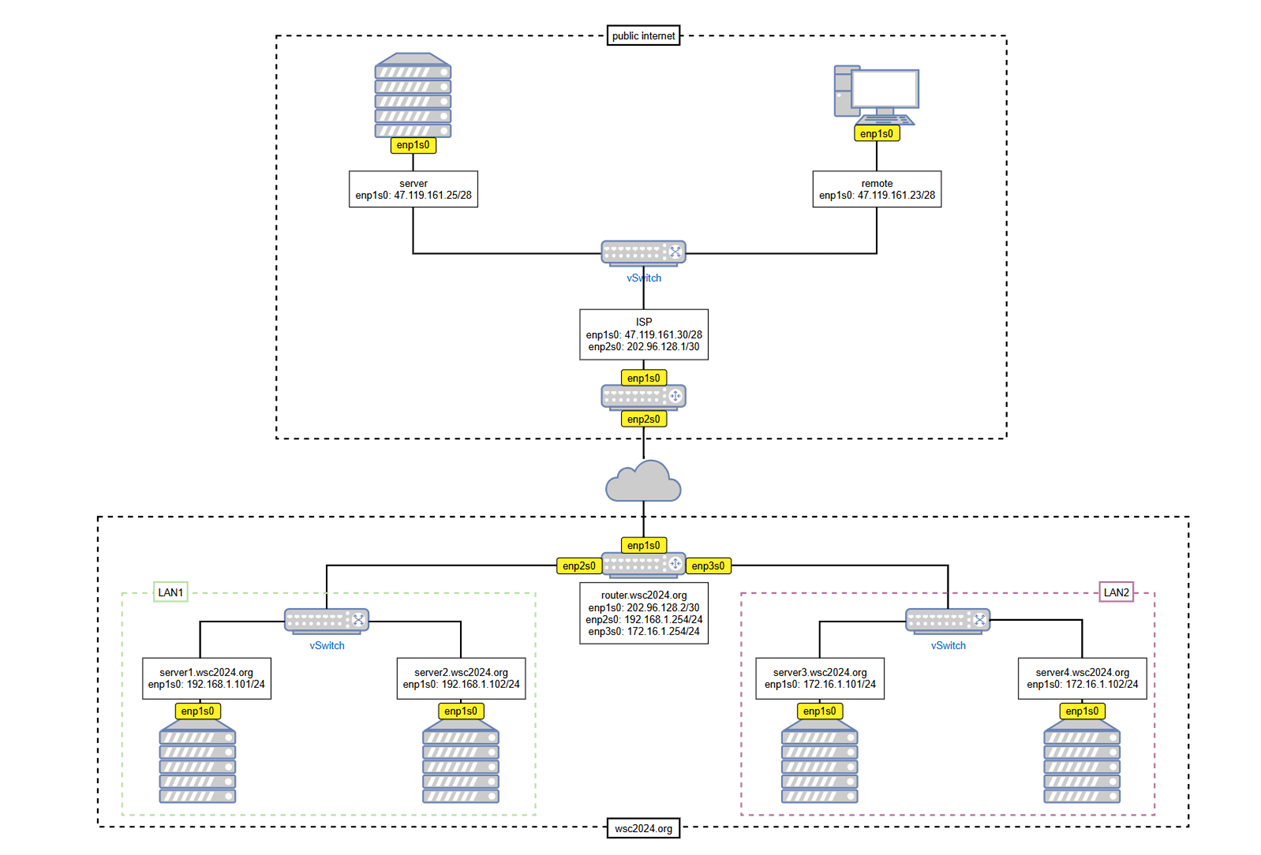 public internet
enp1s0
enp1s0
server
enp1s0: 47.119.161.25/28
remote
enp1s0: 47.119.161.23/28
vSwitch
ISP
enp1s0: 47.119.161.30/28
enp2s0: 202.96.128.1/30
enp1s0
enp2s0
enp1s0
enp2s0
enp3s0
router.wsc2024.org
enp1s0: 202.96.128.2/30
enp2s0: 192.168.1.254/24
enp3s0: 172.16.1.254/24
LAN1
vSwitch
server1.wsc2024.org
enp1s0: 192.168.1.101/24
server2.wsc2024.org
enp1s0: 192.168.1.102/24
enp1s0
enp1s0
LAN2
vSwitch
server3.wsc2024.org
enp1s0: 172.16.1.101/24
server4.wsc2024.org
enp1s0: 172.16.1.102/24
enp1s0
enp1s0
wsc2024.org